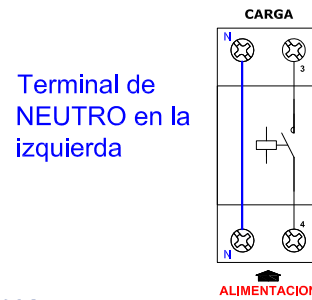 CARGA
N
3
Terminal de
NEUTRO en la
izquierda
4
N
ALIMENTACION